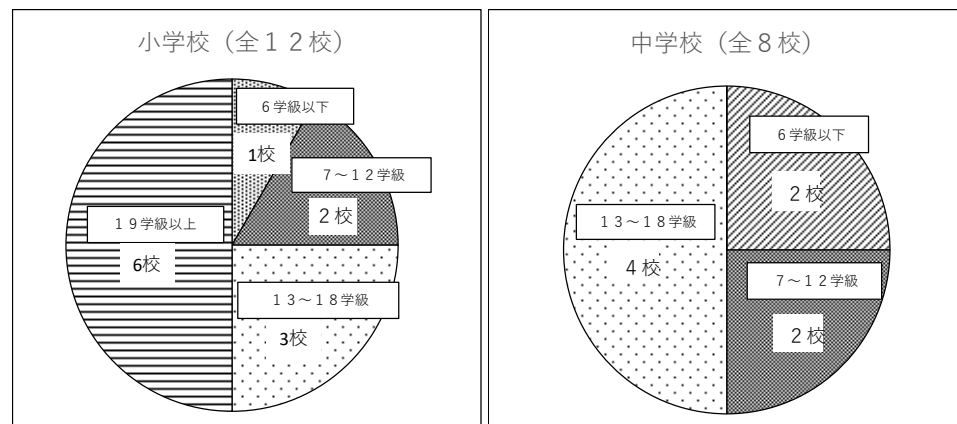 小学校（全１２校）
６学級以下
1校
７～１２学級
２校
１９学級以上
6校
１３～１８学級
3校
中学校（全８校）
６学級以下
２校
１３～１８学級
４校
７～１２学級
２校